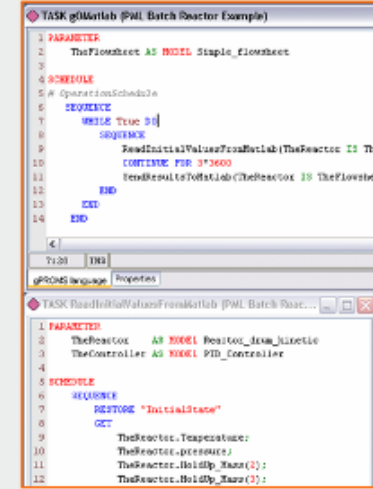 TASK gOMatlab (PML Batch Reactor Example)
1 PARAMETER
2 TheFlowsheet AS MODEL Simple_flowsheet
3
4 SCHEDULE
5 # OperationSchedule
6 SEQUENCE
7 WHILE True DO
8 SEQUENCE
9 ReadInitialValuesFromMatlab(TheReactor IS Th
10 CONTINUE FOR 3*3600
11 SendResultsToMatlab(TheReactor IS TheFlowshe
12 END
13 END
14 END
7:20 INS
gPROMS language Properties
TASK ReadInitialValuesFromMatlab (PML Batch Reac...
1 PARAMETER
2 TheReactor AS MODEL Reactor_drum_kinetic
3 TheController AS MODEL PID_Controller
4
5 SCHEDULE
6 SEQUENCE
7 RESTORE "InitialState"
8 GET
9 TheReactor.Temperature;
10 TheReactor.pressure;
11 TheReactor.HoldUp_Mass(2);
12 TheReactor.HoldUp_Mass(3);